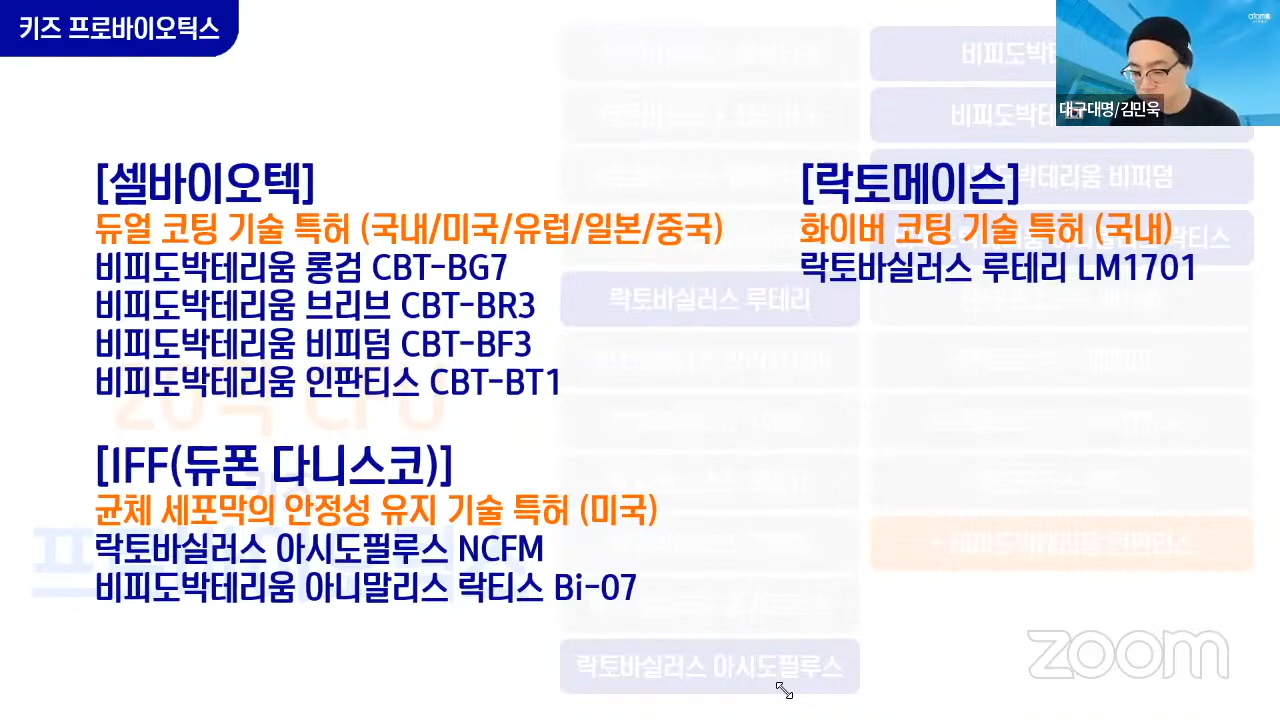 키즈 프로바이오틱스
atomy
대구대명/김민욱
[셀바이오텍]
듀얼 코팅 기술 특허 (국내/미국/유럽/일본/중국)
비피도박테리움 롱검 CBT-BG7
비피도박테리움 브리브 CBT-BR3
비피도박테리움 비피덤 CBT-BF3
비피도박테리움 인판티스 CBT-BT1
[IFF(듀폰 다니스코)]
균체 세포막의 안정성 유지 기술 특허 (미국)
락토바실러스 아시도필루스 NCFM
비피도박테리움 아니말리스 락티스 Bi-07
[락토메이슨]
화이버 코팅 기술 특허 (국내)
락토바실러스 루테리 LM1701
락토바실러스 루테리
락토바실러스 아시도필루스
+ 비피도박테리움 인판티스
zoom